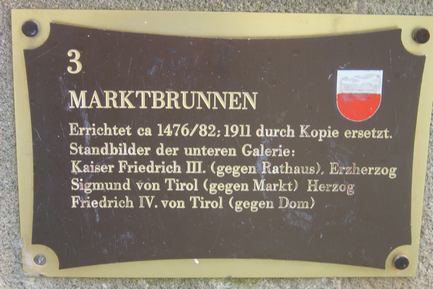 3
MARKTBRUNNEN
Errichtet ca 1476/82; 1911 durch Kopie ersetzt.
Standbilder der unteren Galerie:
Kaiser Friedrich III. (gegen Rathaus), Erzherzog
Sigmund von Tirol (gegen Markt) Herzog
Friedrich IV. von Tirol (gegen Dom)